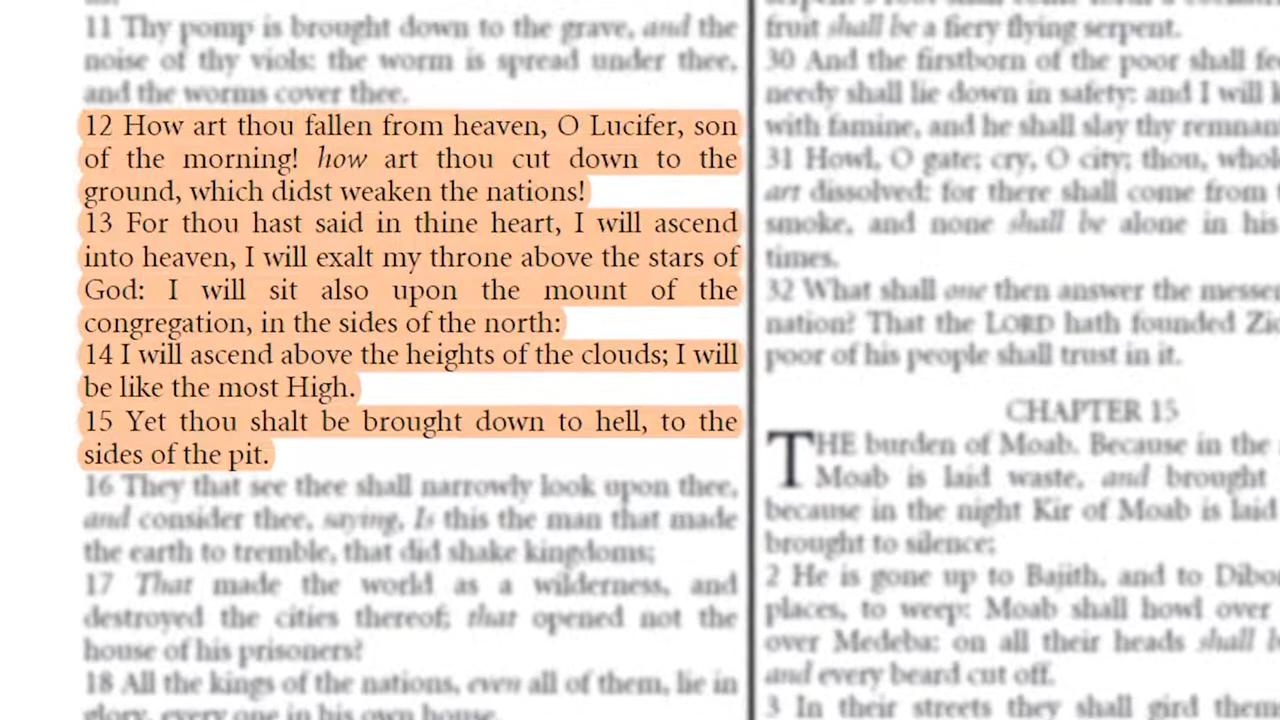 11 Thy pomp is brought down to the grave, and the
noise of thy viols: the worm is spread under thee,
and the worms cover thee.
12 How art thou fallen from heaven, O Lucifer, son
of the morning! how art thou cut down to the
ground, which didst weaken the nations!
13 For thou hast said in thine heart, I will ascend
into heaven, I will exalt my throne above the stars of
God: I will sit also upon the mount of the
congregation, in the sides of the north:
14 I will ascend above the heights of the clouds; I will
be like the most High.
15 Yet thou shalt be brought down to hell, to the
sides of the pit.
16 They that see thee shall narrowly look upon thee,
and consider thee, saying, Is this the man that made
the earth to tremble, that did shake kingdoms;
17 That made the world as a wilderness, and
destroyed the cities thereof; that opened not the
house of his prisoners?
18 All the kings of the nations, even all of them, lie in
glory, every one in his own house.
fruit shall be a fiery flying serpent.
30 And the firstborn of the poor shall
needy shall lie down in safety: and I will
with famine, and he shall slay thy
31 Howl, O gate; cry, O city; thou,
art dissolved: for there shall come from
smoke, and none shall be alone in his
times.
32 What shall one then answer the
nation? That the LORD hath founded
poor of his people shall trust in it.
CHAPTER 15
THE burden of Moab. Because in the
Moab is laid waste, and brought
because in the night Kir of Moab is laid
brought to silence;
2 He is gone up to Bajith, and to
places, to weep: Moab shall howl over
over Medeba: on all their heads shall
and every beard cut off.
3 In their streets they shall gird